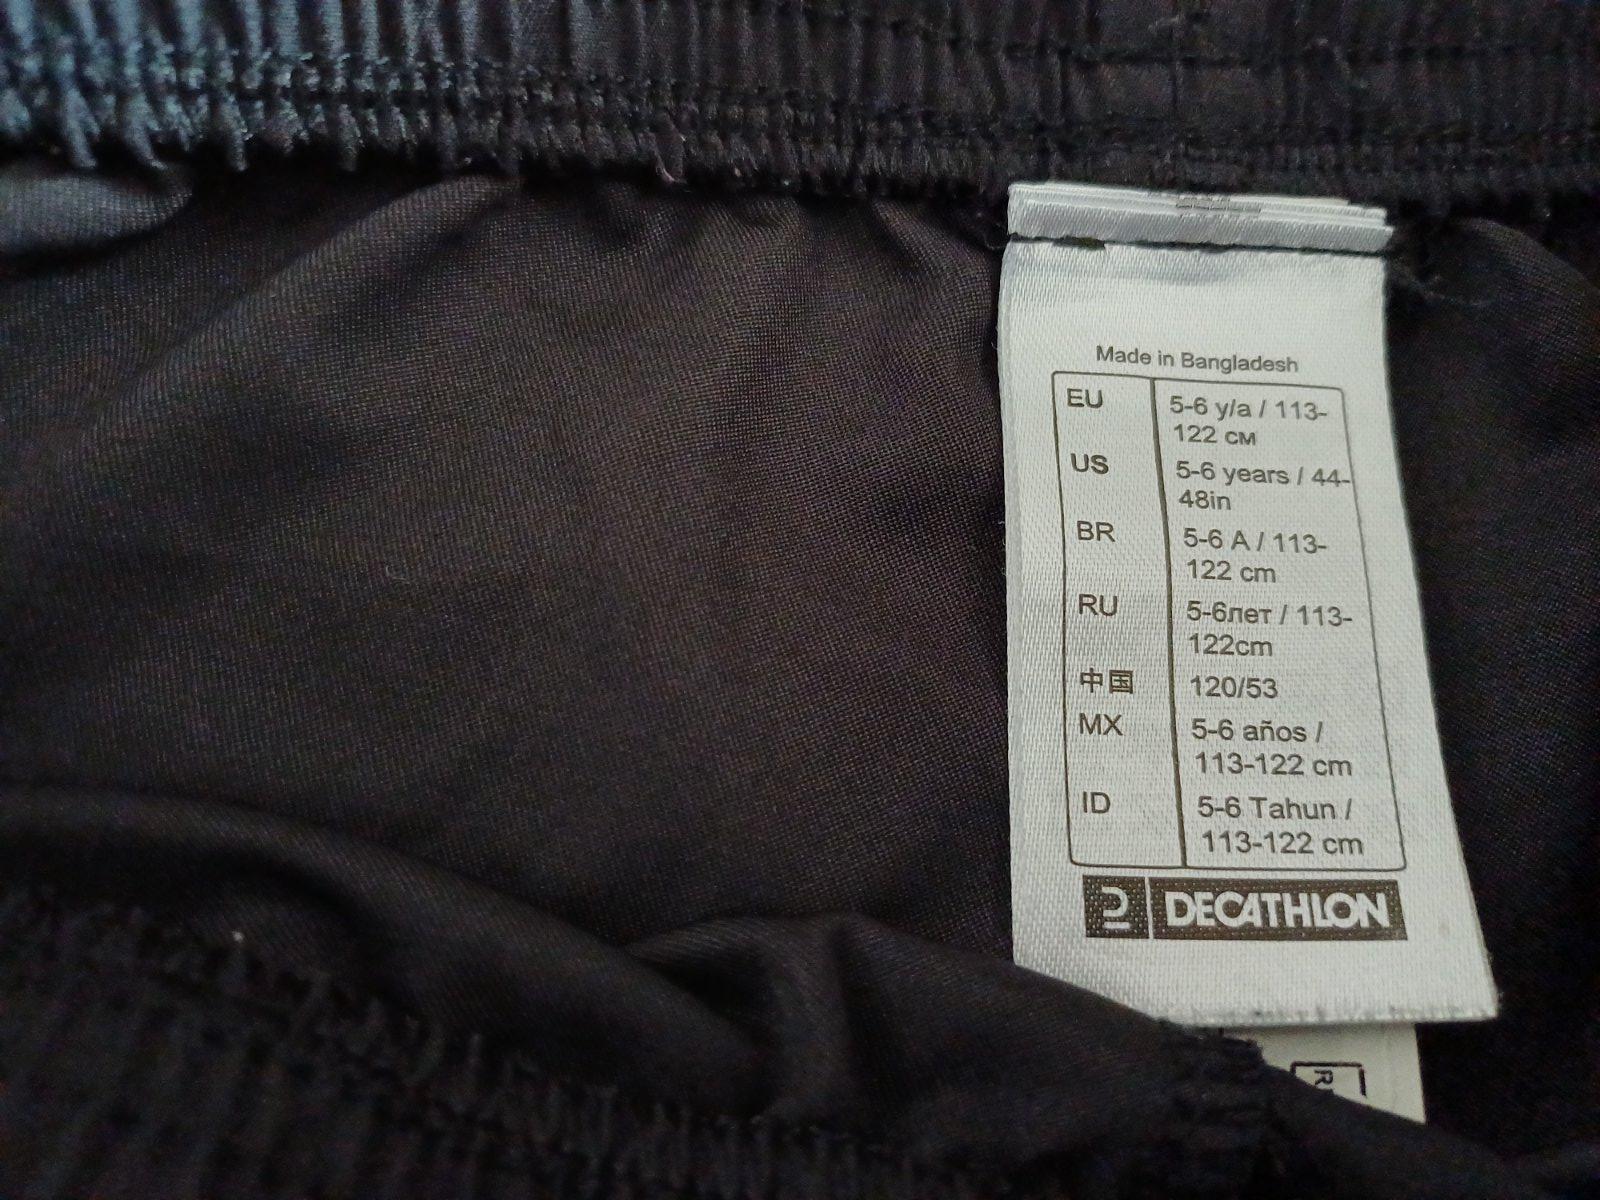 Made in Bangladesh
EU 5-6 y/a / 113-
122 см
US 5-6 years / 44-
48in
BR 5-6 A / 113-
122 cm
RU 5-6лет / 113-
122cm
中国 120/53
MX 5-6 años /
113-122 cm
ID 5-6 Tahun /
113-122 cm
DECATHLON
R